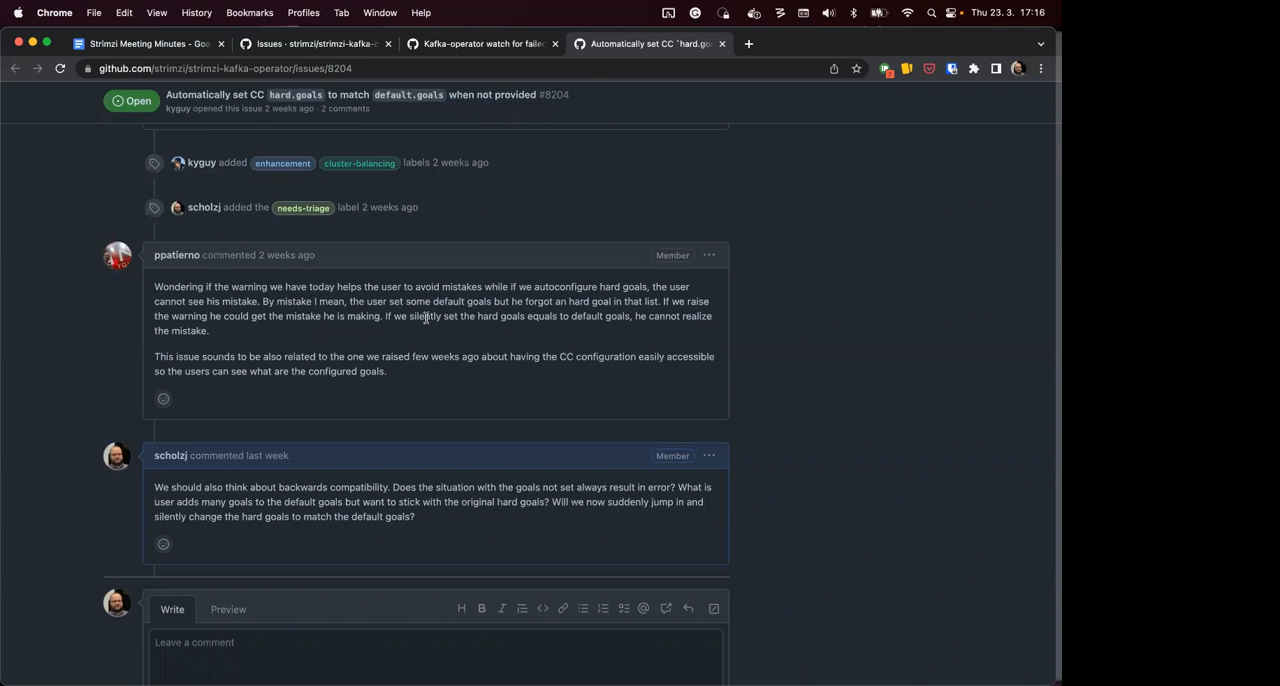 Chrome File Edit View History Bookmarks Profiles Tab Window Help Thu 23. 3. 17:16
Strimzi Meeting Minutes - Goo
Issues · strimzi/strimzi-kafka-c
Kafka-operator watch for failed
Automatically set CC `hard.goa
github.com/strimzi/strimzi-kafka-operator/issues/8204
7
Open
Automatically set CC hard.goals to match default.goals when not provided #8204
kyguy opened this issue 2 weeks ago · 2 comments
kyguy added enhancement cluster-balancing labels 2 weeks ago
scholzj added the needs-triage label 2 weeks ago
ppatierno commented 2 weeks ago Member ...
Wondering if the warning we have today helps the user to avoid mistakes while if we autoconfigure hard goals, the user
cannot see his mistake. By mistake I mean, the user set some default goals but he forgot an hard goal in that list. If we raise
the warning he could get the mistake he is making. If we silently set the hard goals equals to default goals, he cannot realize
the mistake.
This issue sounds to be also related to the one we raised few weeks ago about having the CC configuration easily accessible
so the users can see what are the configured goals.
scholzj commented last week Member ...
We should also think about backwards compatibility. Does the situation with the goals not set always result in error? What is
user adds many goals to the default goals but want to stick with the original hard goals? Will we now suddenly jump in and
silently change the hard goals to match the default goals?
Write Preview
Leave a comment